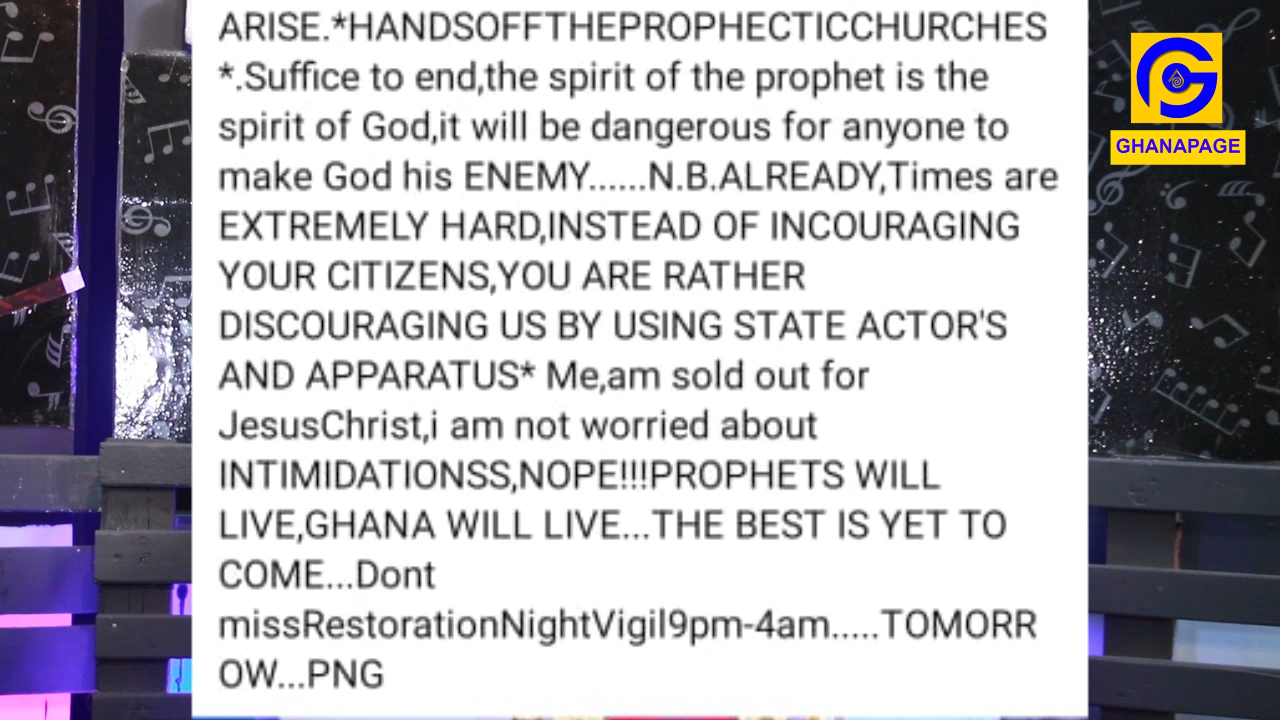 ARISE.*HANDSOFFTHEPROPHECTICCHURCHES
*.Suffice to end,the spirit of the prophet is the
spirit of God,it will be dangerous for anyone to
make God his ENEMY......N.B.ALREADY,Times are
EXTREMELY HARD,INSTEAD OF INCOURAGING
YOUR CITIZENS,YOU ARE RATHER
DISCOURAGING US BY USING STATE ACTOR'S
AND APPARATUS* Me,am sold out for
JesusChrist,i am not worried about
INTIMIDATIONSS,NOPE!!!PROPHETS WILL
LIVE,GHANA WILL LIVE...THE BEST IS YET TO
COME...Dont
missRestorationNightVigil9pm-4am.....TOMORR
OW...PNG
GHANAPAGE